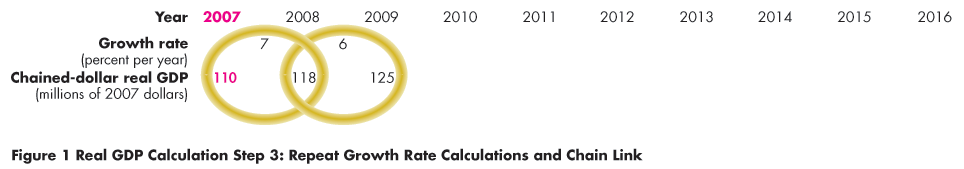 Year 2007 2008 2009 2010 2011 2012 2013 2014 2015 2016
Growth rate 7 6
(percent per year)
Chained-dollar real GDP 110 118 125
(millions of 2007 dollars)
Figure 1 Real GDP Calculation Step 3: Repeat Growth Rate Calculations and Chain Link